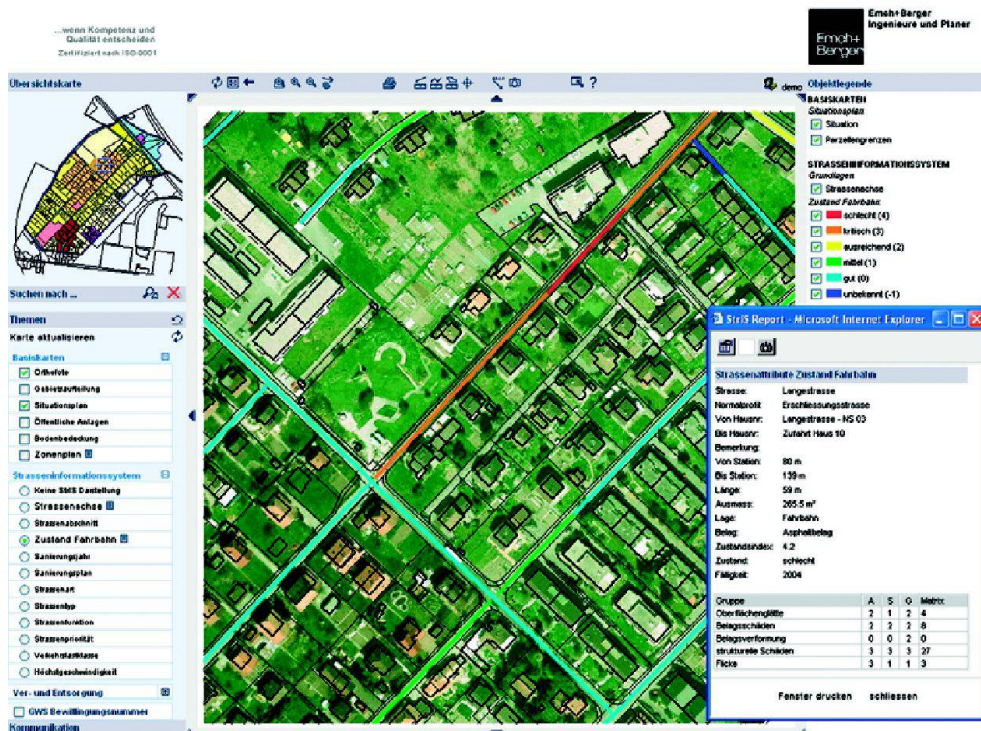 ...wenn Kompetenz und
Qualität entscheiden
Zertifiziert nach ISO-9001
Emch+Berger
Ingenieure und Planer
Emch+
Berger
Übersichtskarte
demo
Objektlegende
BASISKARTEN
Situationsplan
Situation
Parzellengrenzen
STRASSENINFORMATIONSSYSTEM
Grundlagen
Strassenachse
Zustand Fahrbahn
schlecht (4)
kritisch (3)
ausreichend (2)
mittel (1)
gut (0)
unbekannt (-1)
Suchen nach ...
Themen
Karte aktualisieren
Basiskarten
Orthofoto
Gebietsaufteilung
Situationsplan
Öffentliche Anlagen
Bodenbedeckung
Zonenplan
Strasseninformationssystem
Keine StrIS Darstellung
Strassenachse
Strassenabschnitt
Zustand Fahrbahn
Sanierungsjahr
Sanierungsplan
Strassenart
Strassentyp
Strassenfunktion
Strassenpriorität
Verkehrslastklasse
Höchstgeschwindigkeit
Ver- und Entsorgung
GWS Bewilligungsnummer
Kommunikation
StrIS Report - Microsoft Internet Explorer
Strassenattribute Zustand Fahrbahn
Strasse: Langestrasse
Normalprofil: Erschliessungsstrasse
Von Hausnr: Langestrasse - NS 03
Bis Hausnr: Zufahrt Haus 10
Bemerkung:
Von Station: 80 m
Bis Station: 139 m
Länge: 59 m
Ausmass: 265.5 m²
Lage: Fahrbahn
Belag: Asphaltbelag
Zustandsindex: 4.2
Zustand: schlecht
Fälligkeit: 2004
Gruppe A S G Matrix
Oberflächenglätte 2 1 2 4
Belagsschäden 2 2 2 8
Belagsverformung 0 0 2 0
strukturelle Schäden 3 3 3 27
Flicke 3 1 1 3
Fenster drucken schliessen